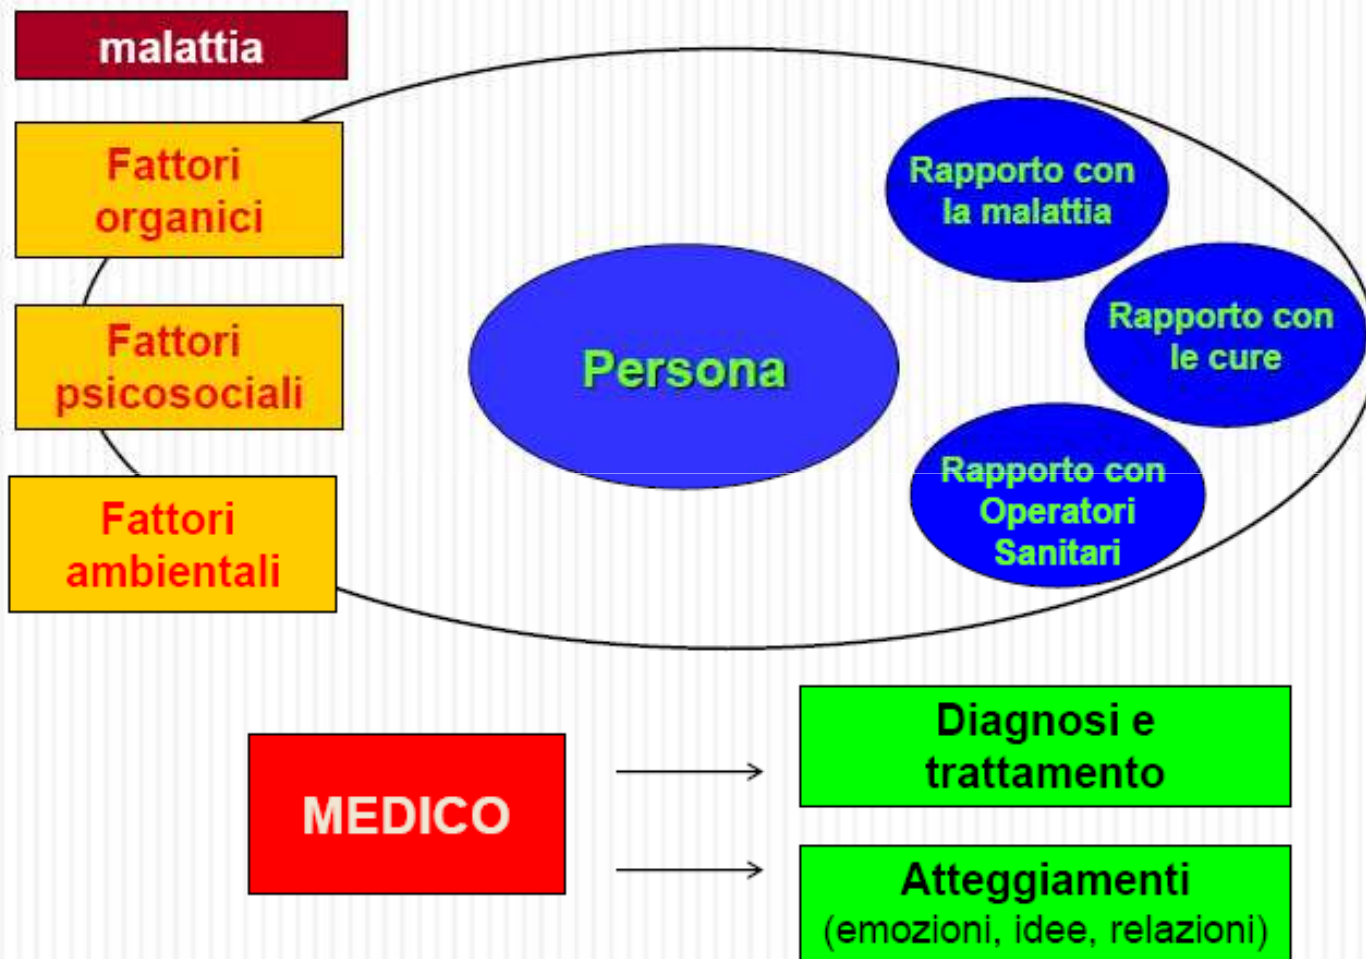 malattia
Fattori
organici
Fattori
psicosociali
Fattori
ambientali
Persona
Rapporto con
la malattia
Rapporto con
le cure
Rapporto con
Operatori
Sanitari
MEDICO
Diagnosi e
trattamento
Atteggiamenti
(emozioni, idee, relazioni)